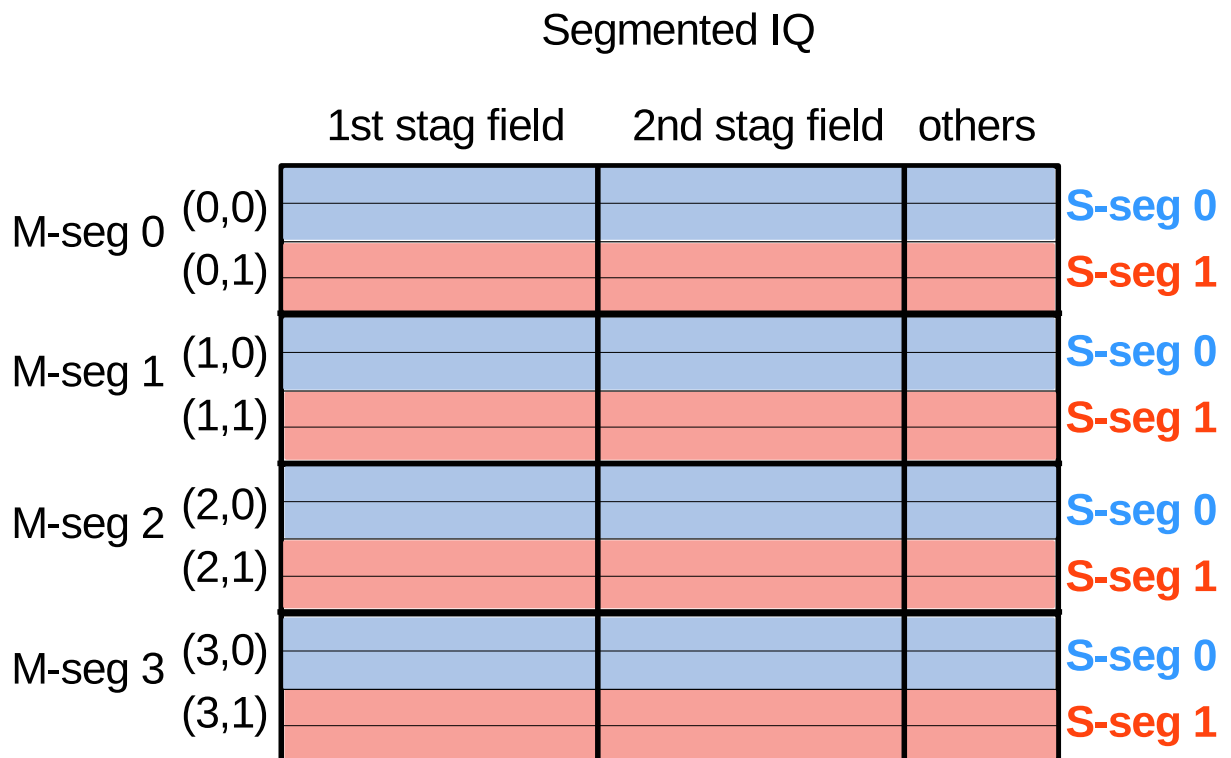 Segmented IQ
1st stag field 2nd stag field others
M-seg 0 (0,0) S-seg 0
(0,1) S-seg 1
M-seg 1 (1,0) S-seg 0
(1,1) S-seg 1
M-seg 2 (2,0) S-seg 0
(2,1) S-seg 1
M-seg 3 (3,0) S-seg 0
(3,1) S-seg 1